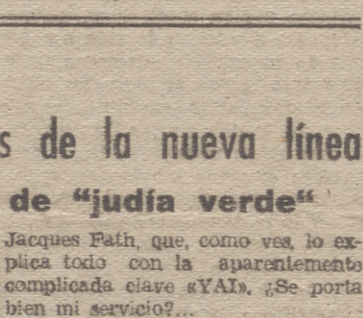 s de la nueva línea
de “judía verde“
Jacques Fath, que, como ves, lo ex-
plica todo con la aparentemente
complicada clave «YAI». ¿Se porta
bien mi servicio?...